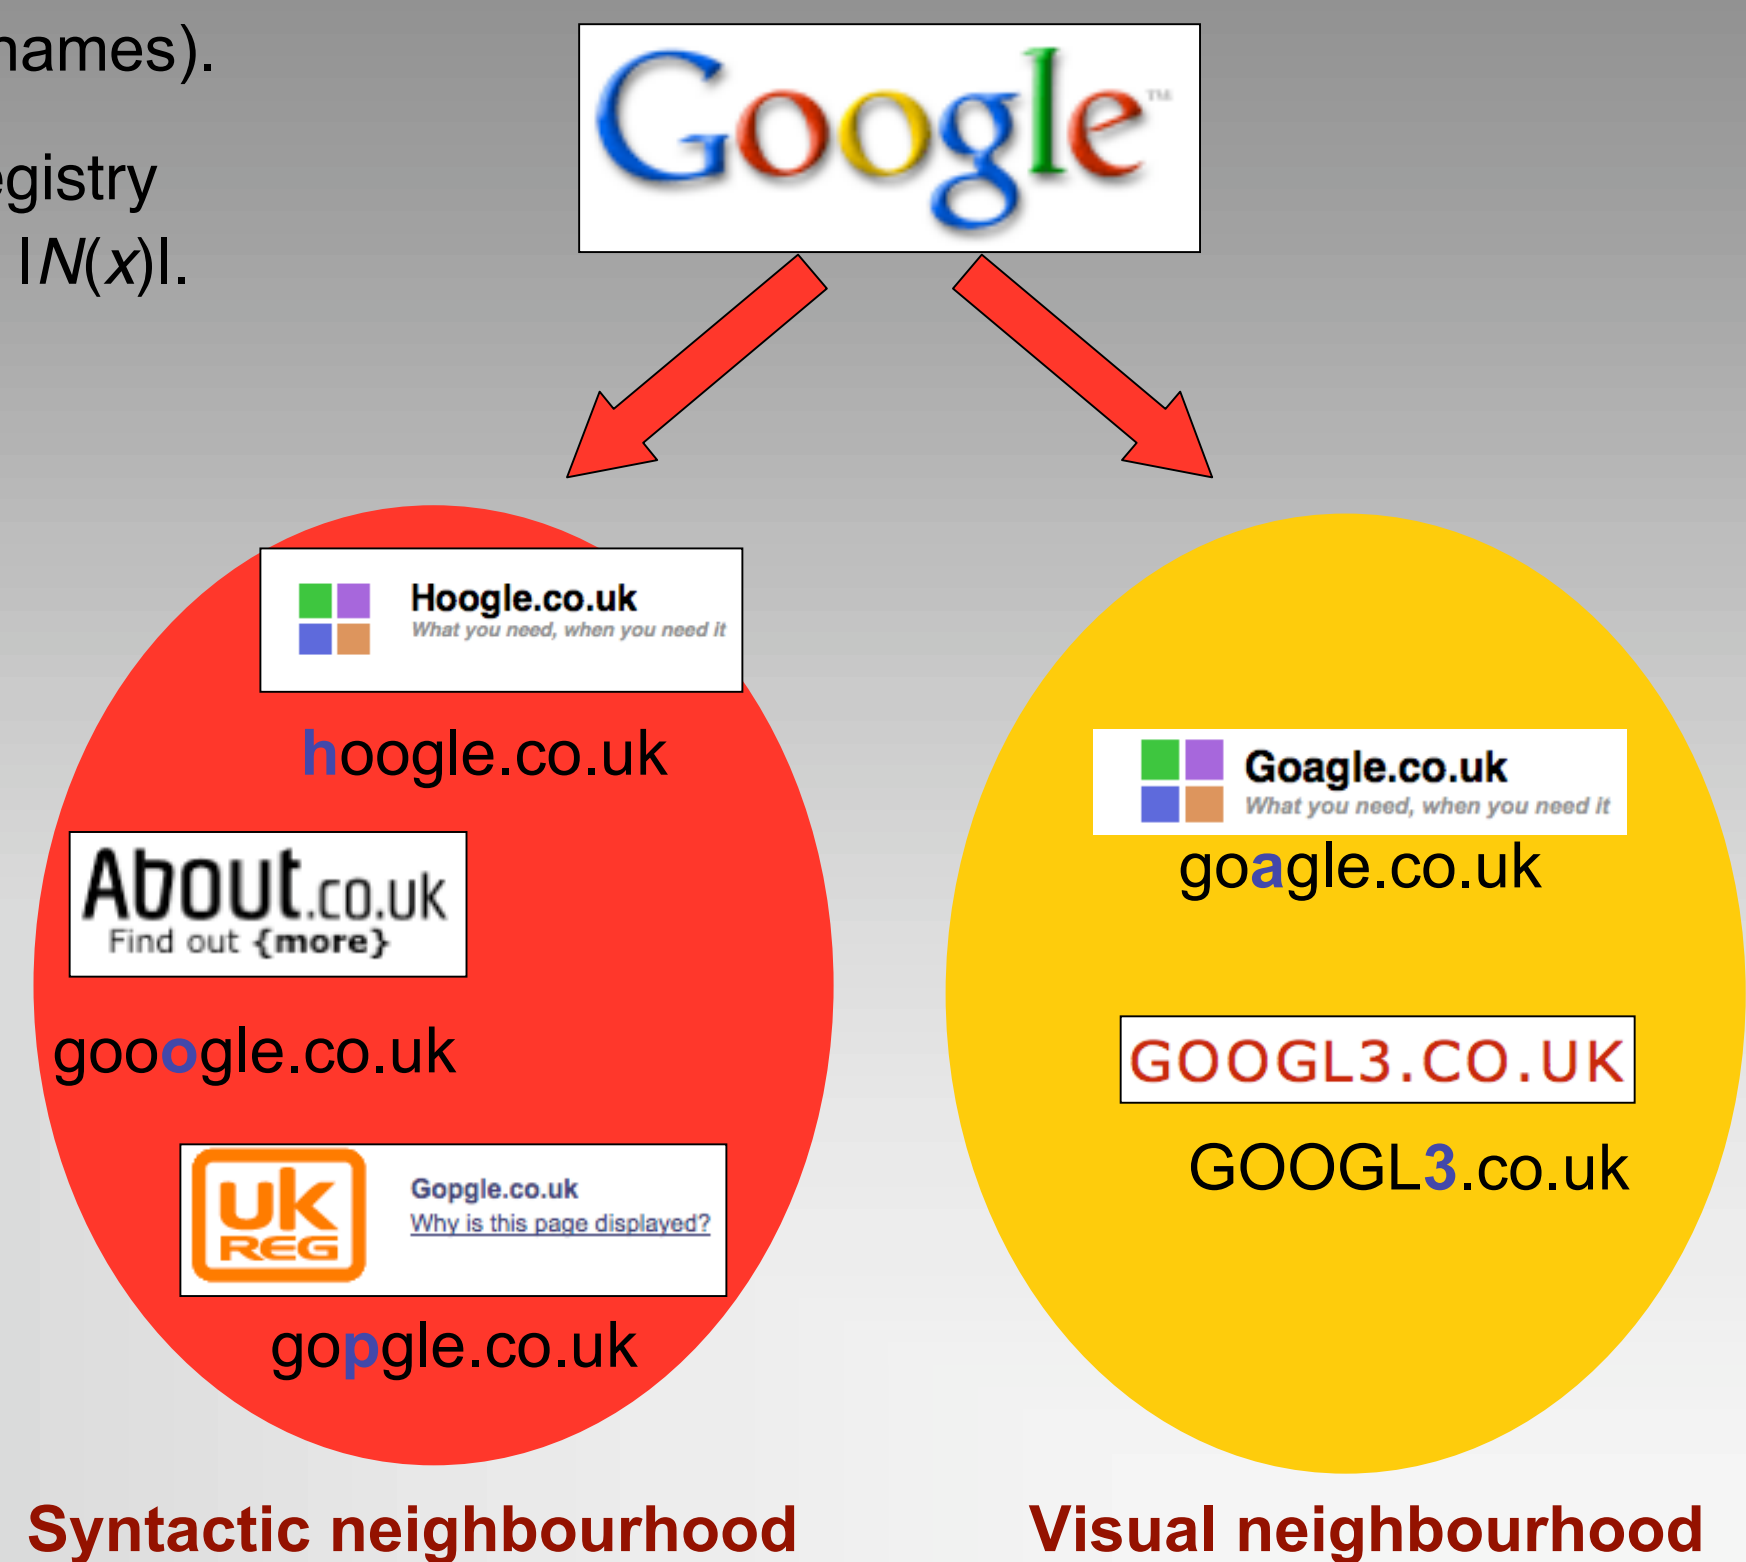 names).
egistry
|N(x)|.
Google™
Hoogle.co.uk
What you need, when you need it
hoogle.co.uk
About.co.uk
Find out {more}
gooogle.co.uk
UK
REG
Gopgle.co.uk
Why is this page displayed?
gopgle.co.uk
Syntactic neighbourhood
Goagle.co.uk
What you need, when you need it
goagle.co.uk
GOOGL3.CO.UK
GOOGL3.co.uk
Visual neighbourhood